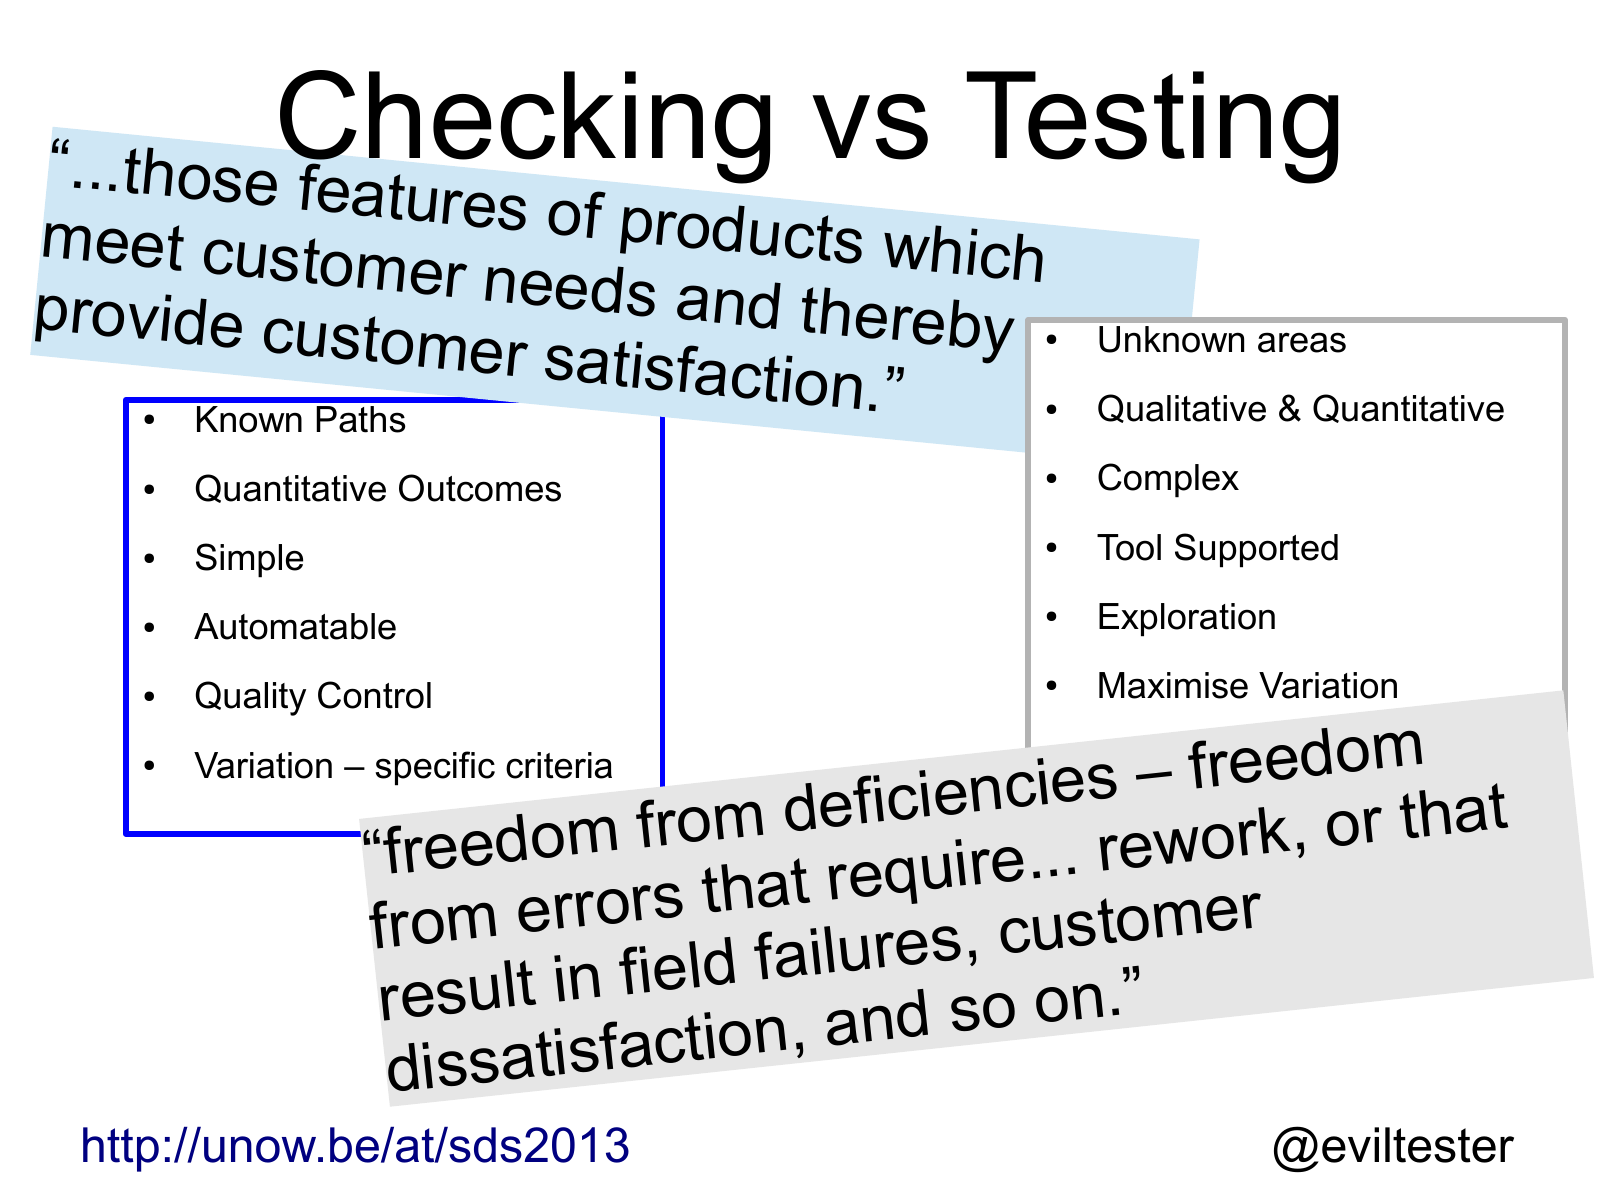 Checking vs Testing
“...those features of products which
meet customer needs and thereby
provide customer satisfaction.”
• Known Paths
• Quantitative Outcomes
• Simple
• Automatable
• Quality Control
• Variation – specific criteria
• Unknown areas
• Qualitative & Quantitative
• Complex
• Tool Supported
• Exploration
• Maximise Variation
“freedom from deficiencies – freedom
from errors that require... rework, or that
result in field failures, customer
dissatisfaction, and so on.”
http://unow.be/at/sds2013
@eviltester